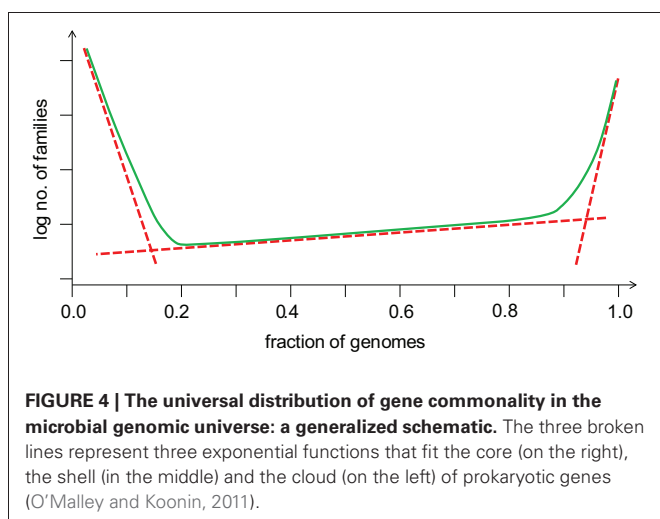 log no. of families
0.0 0.2 0.4 0.6 0.8 1.0
fraction of genomes
FIGURE 4 | The universal distribution of gene commonality in the
microbial genomic universe: a generalized schematic. The three broken
lines represent three exponential functions that fit the core (on the right),
the shell (in the middle) and the cloud (on the left) of prokaryotic genes
(O’Malley and Koonin, 2011).